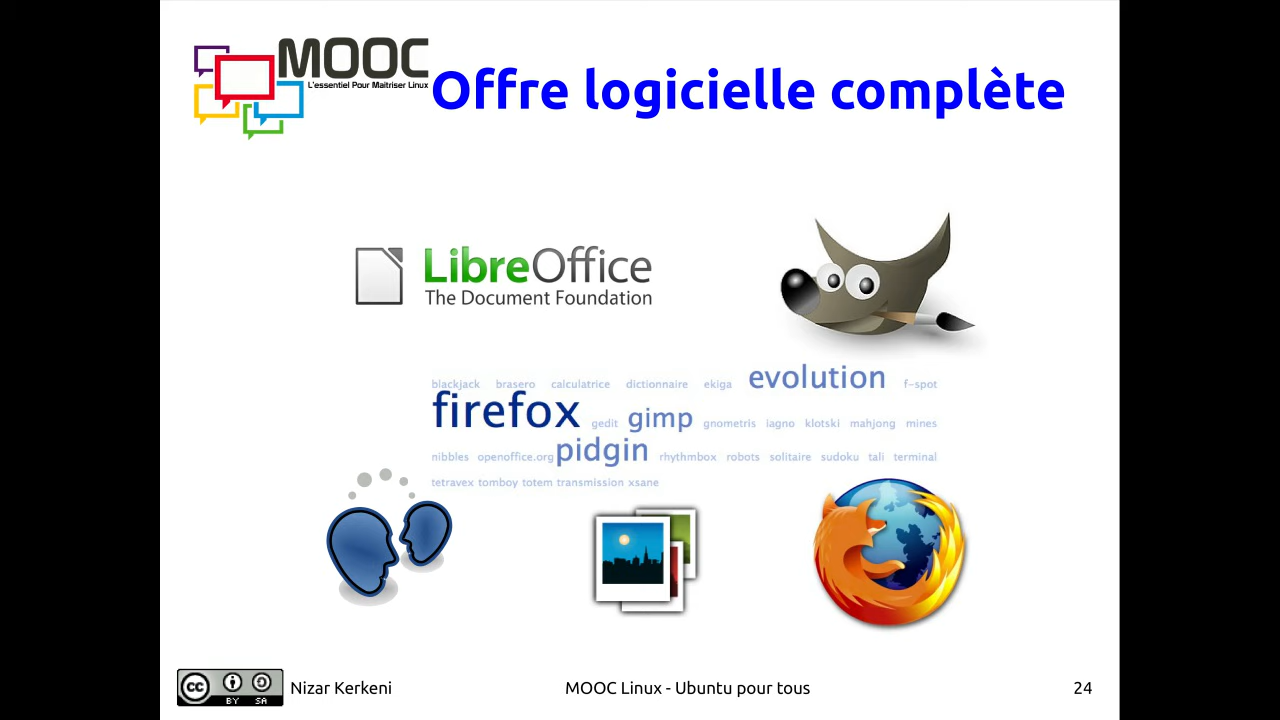 MOOC
L'essentiel Pour Maitriser Linux
Offre logicielle complète
LibreOffice
The Document Foundation
blackjack brasero calculatrice dictionnaire ekiga evolution f-spot
firefox gedit gimp gnometris iagno klotski mahjong mines
nibbles openoffice.org pidgin rhythmbox robots solitaire sudoku tali terminal
tetravex tomboy totem transmission xsane
cc BY SA
Nizar Kerkeni
MOOC Linux - Ubuntu pour tous
24